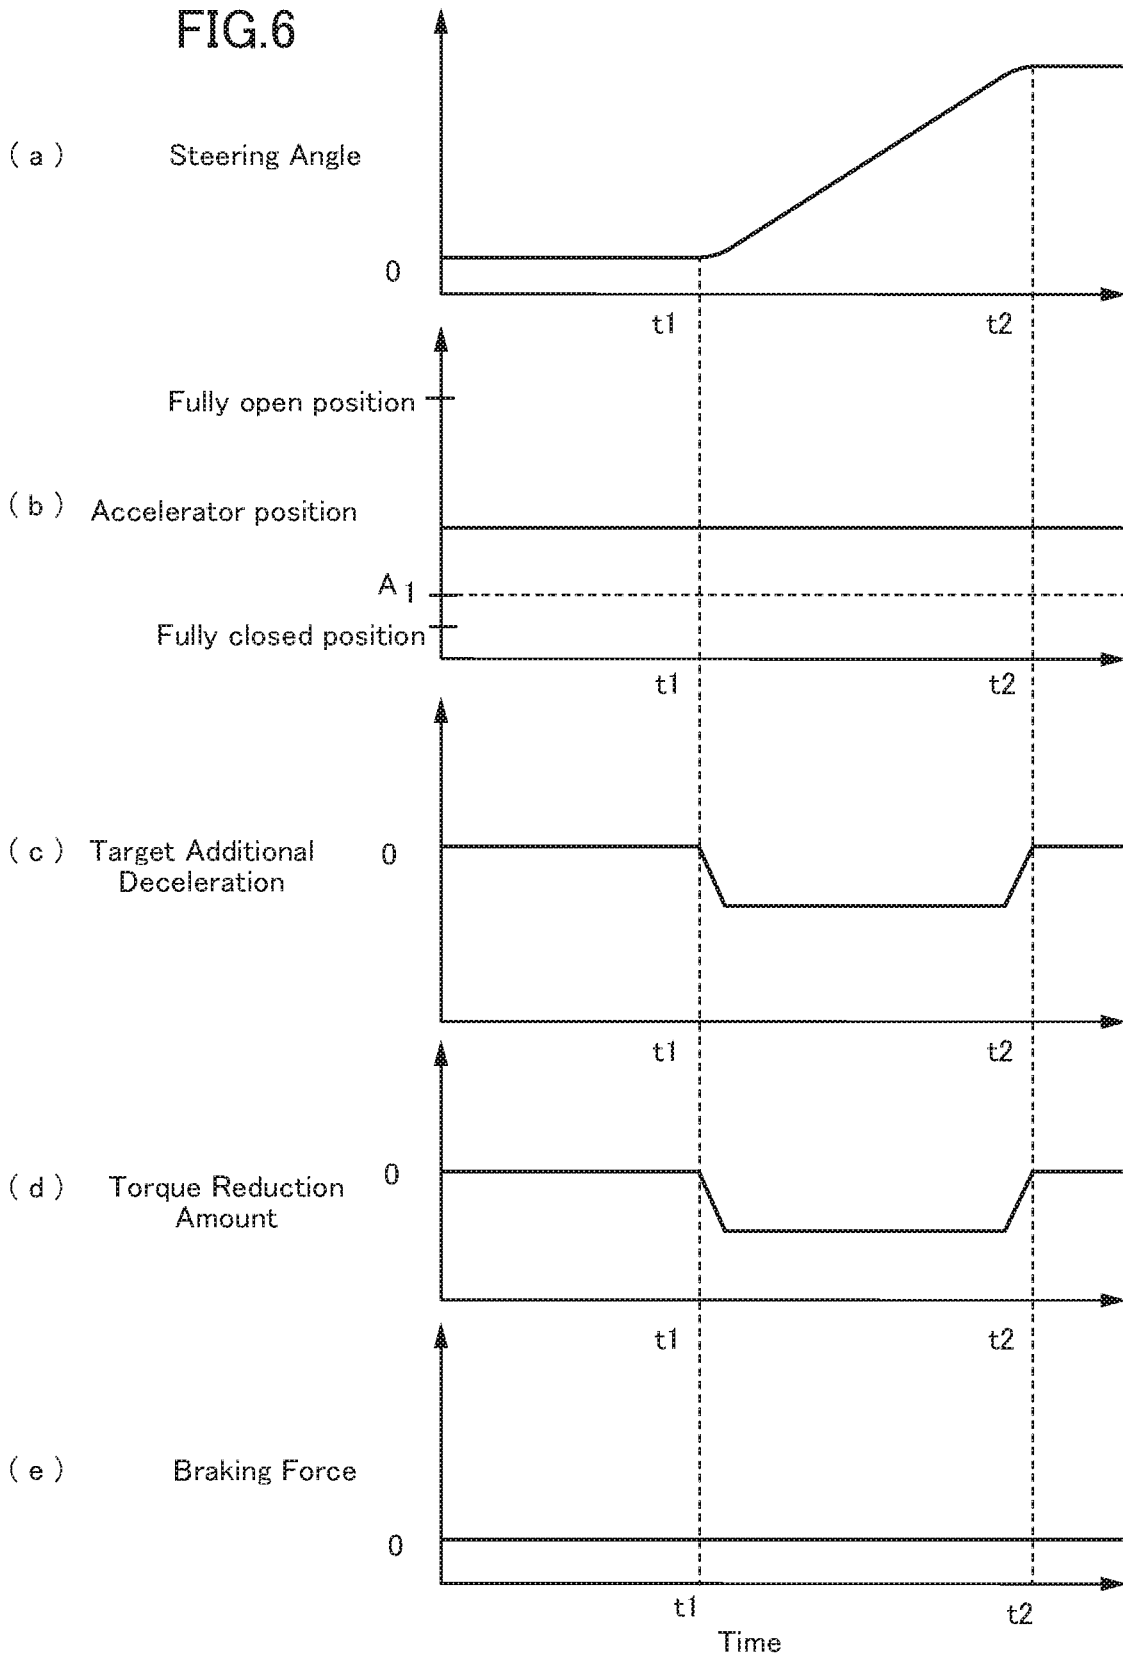 FIG.6
( a ) Steering Angle
0
t1 t2
Fully open position
( b ) Accelerator position
A 1
Fully closed position
t1 t2
( c ) Target Additional
Deceleration
0
t1 t2
( d ) Torque Reduction
Amount
0
t1 t2
( e ) Braking Force
0
t1 t2
Time